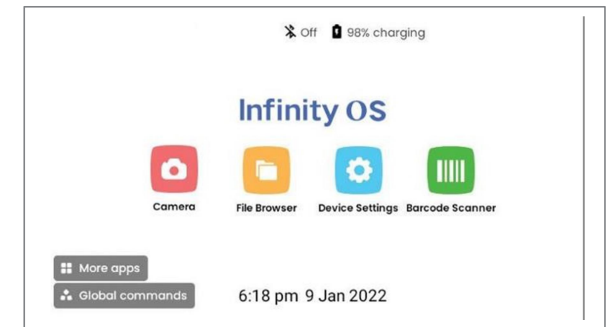 Off 98% charging
Infinity OS
Camera File Browser Device Settings Barcode Scanner
More apps
Global commands
6:18 pm 9 Jan 2022